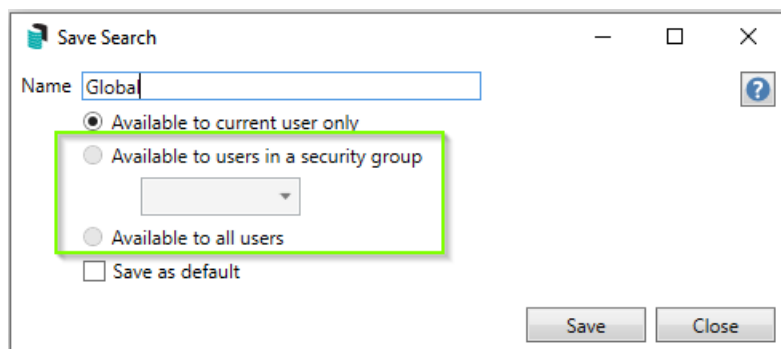 Save Search
Name Global
Available to current user only
Available to users in a security group
Available to all users
Save as default
Save Close